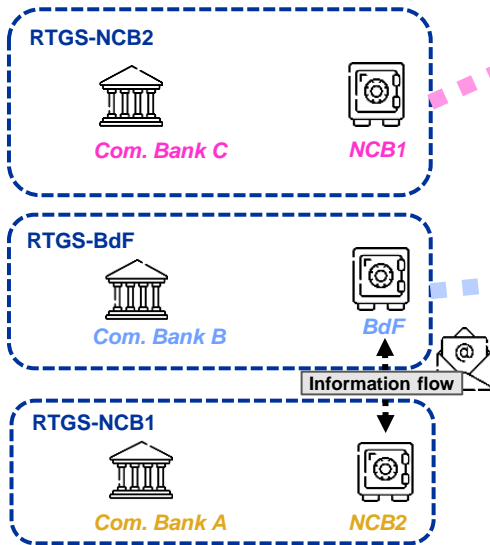 RTGS-NCB2
Com. Bank C NCB1
RTGS-BdF
Com. Bank B BdF
@
Information flow
RTGS-NCB1
Com. Bank A NCB2